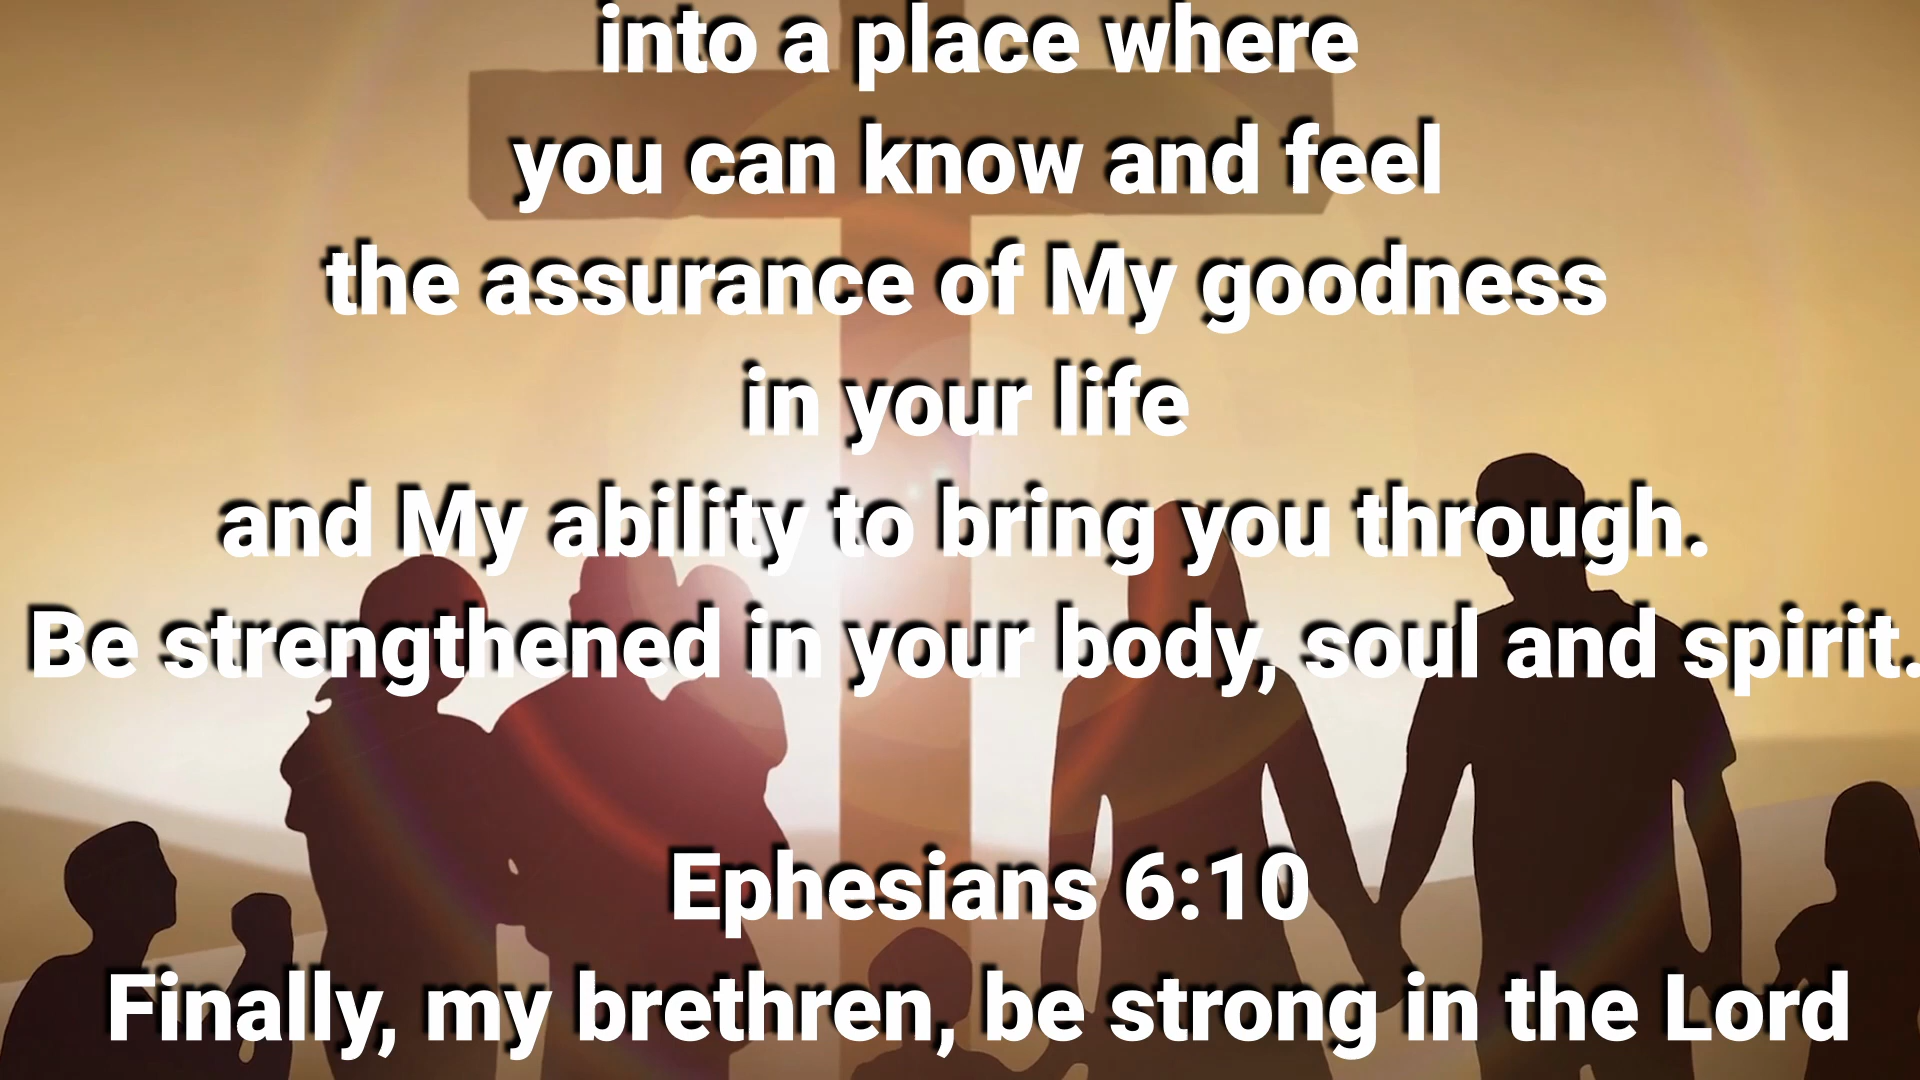 into a place where
you can know and feel
the assurance of My goodness
in your life
and My ability to bring you through.
Be strengthened in your body, soul and spirit.
Ephesians 6:10
Finally, my brethren, be strong in the Lord